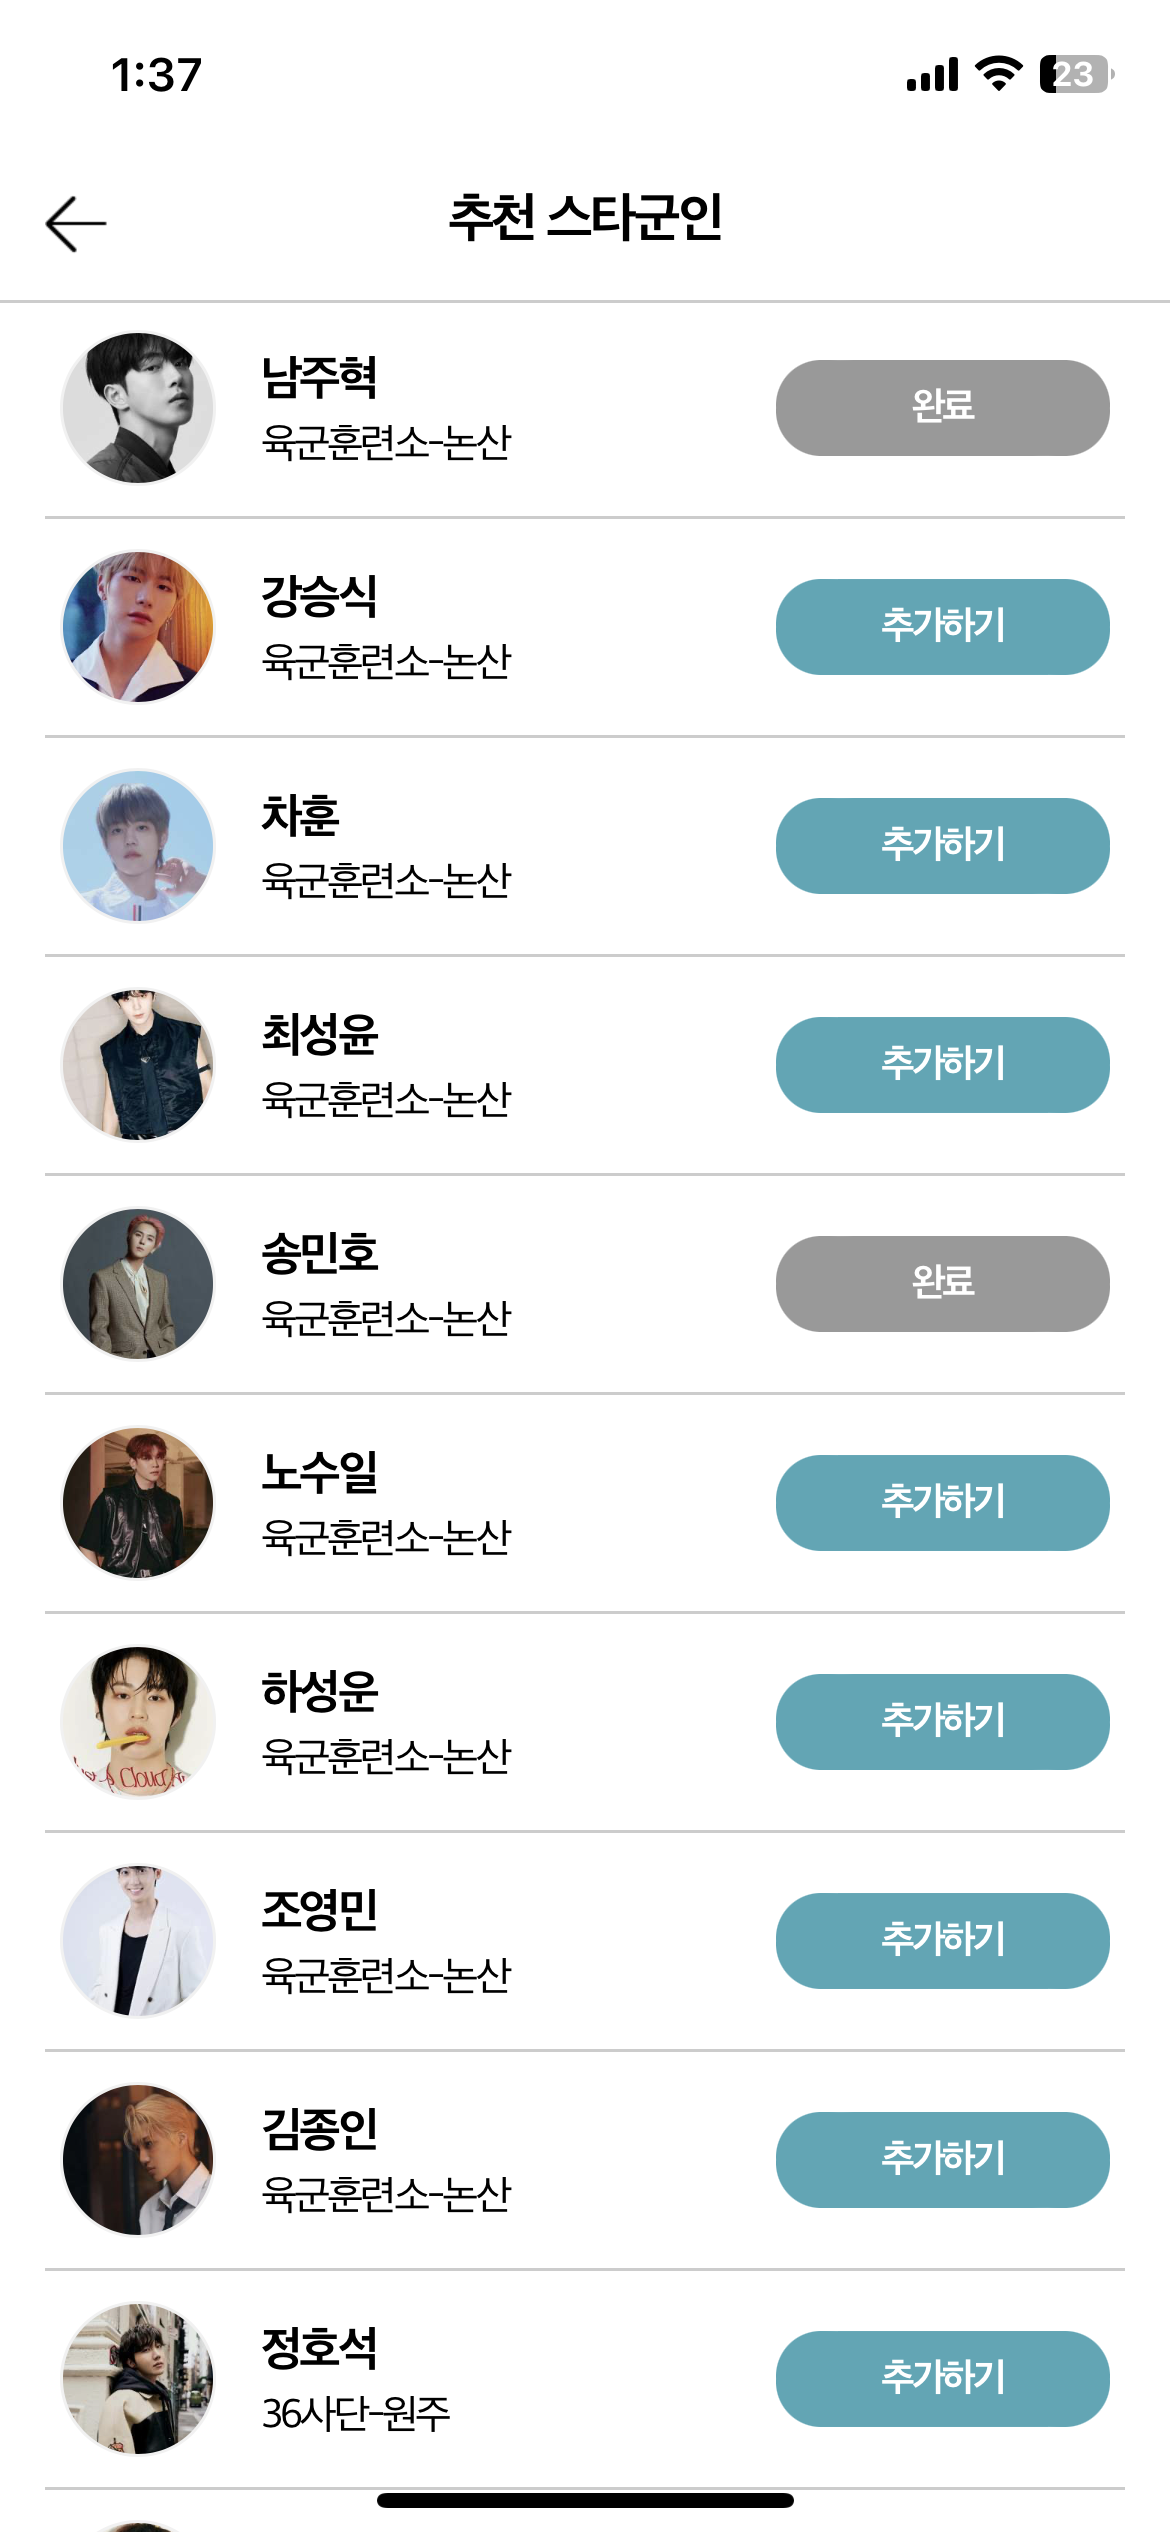 1:37
23
추천 스타군인
남주혁
육군훈련소-논산
완료
강승식
육군훈련소-논산
추가하기
차훈
육군훈련소-논산
추가하기
최성윤
육군훈련소-논산
추가하기
송민호
육군훈련소-논산
완료
노수일
육군훈련소-논산
추가하기
하성운
육군훈련소-논산
추가하기
Cloud
조영민
육군훈련소-논산
추가하기
김종인
육군훈련소-논산
추가하기
정호석
36사단-원주
추가하기